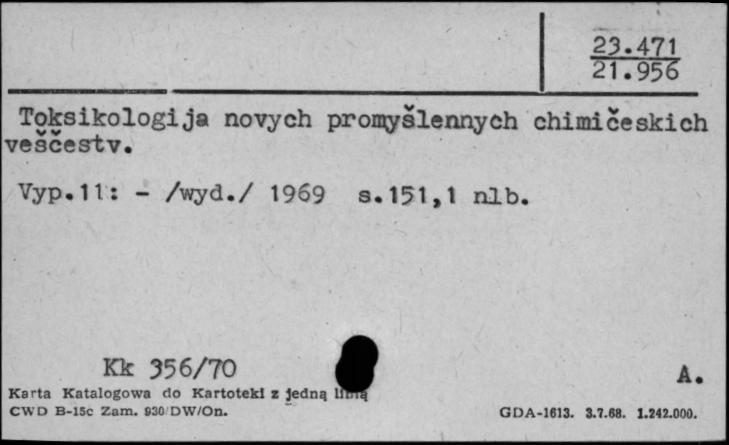 23.471
21.956
Toksikologija novych promyšlennych chimičeskich
veščestv.
Vyp.11: - /wyd./ 1969 s.151,1 nlb.
Kk 356/70
A.
Karta Katalogowa do Kartoteki z jedną linią
CWD B-15c Zam. 930/DW/On.
GDA-1613. 3.7.68. 1.242.000.